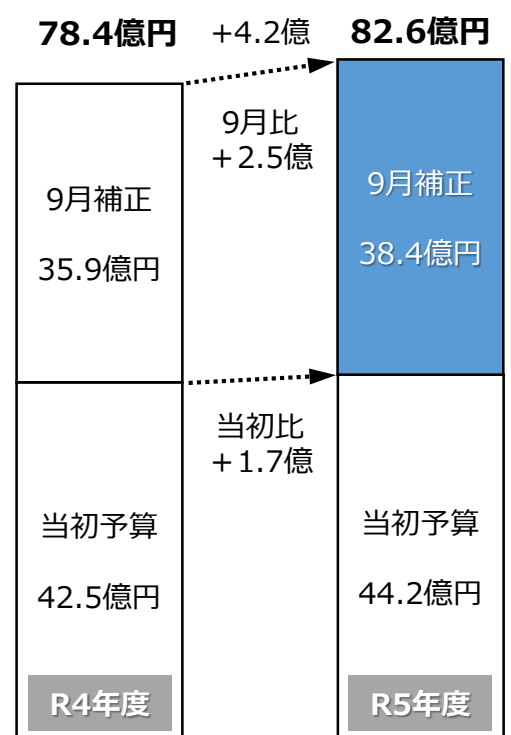 78.4億円 +4.2億 82.6億円
9月比
+2.5億
9月補正
35.9億円
9月補正
38.4億円
当初比
+1.7億
当初予算
42.5億円
当初予算
44.2億円
R4年度
R5年度